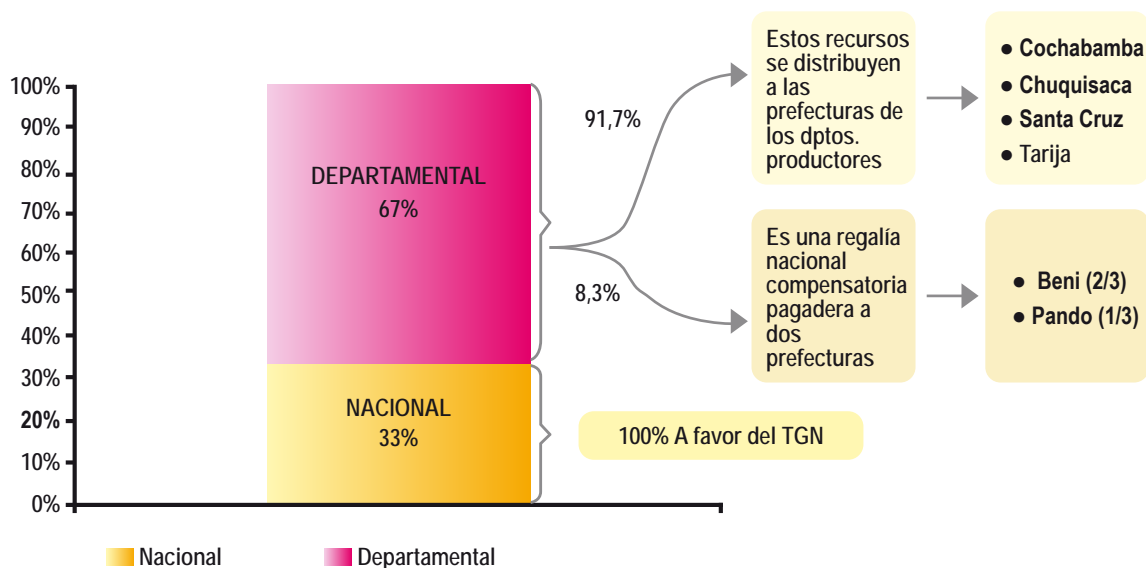 100%
90%
80%
70%
60%
50%
40%
30%
20%
10%
0%
DEPARTAMENTAL
67%
NACIONAL
33%
91,7%
8,3%
Estos recursos
se distribuyen
a las
prefecturas de
los dptos.
productores
● Cochabamba
● Chuquisaca
● Santa Cruz
● Tarija
Es una regalía
nacional
compensatoria
pagadera a
dos
prefecturas
● Beni (2/3)
● Pando (1/3)
100% A favor del TGN
Nacional
Departamental